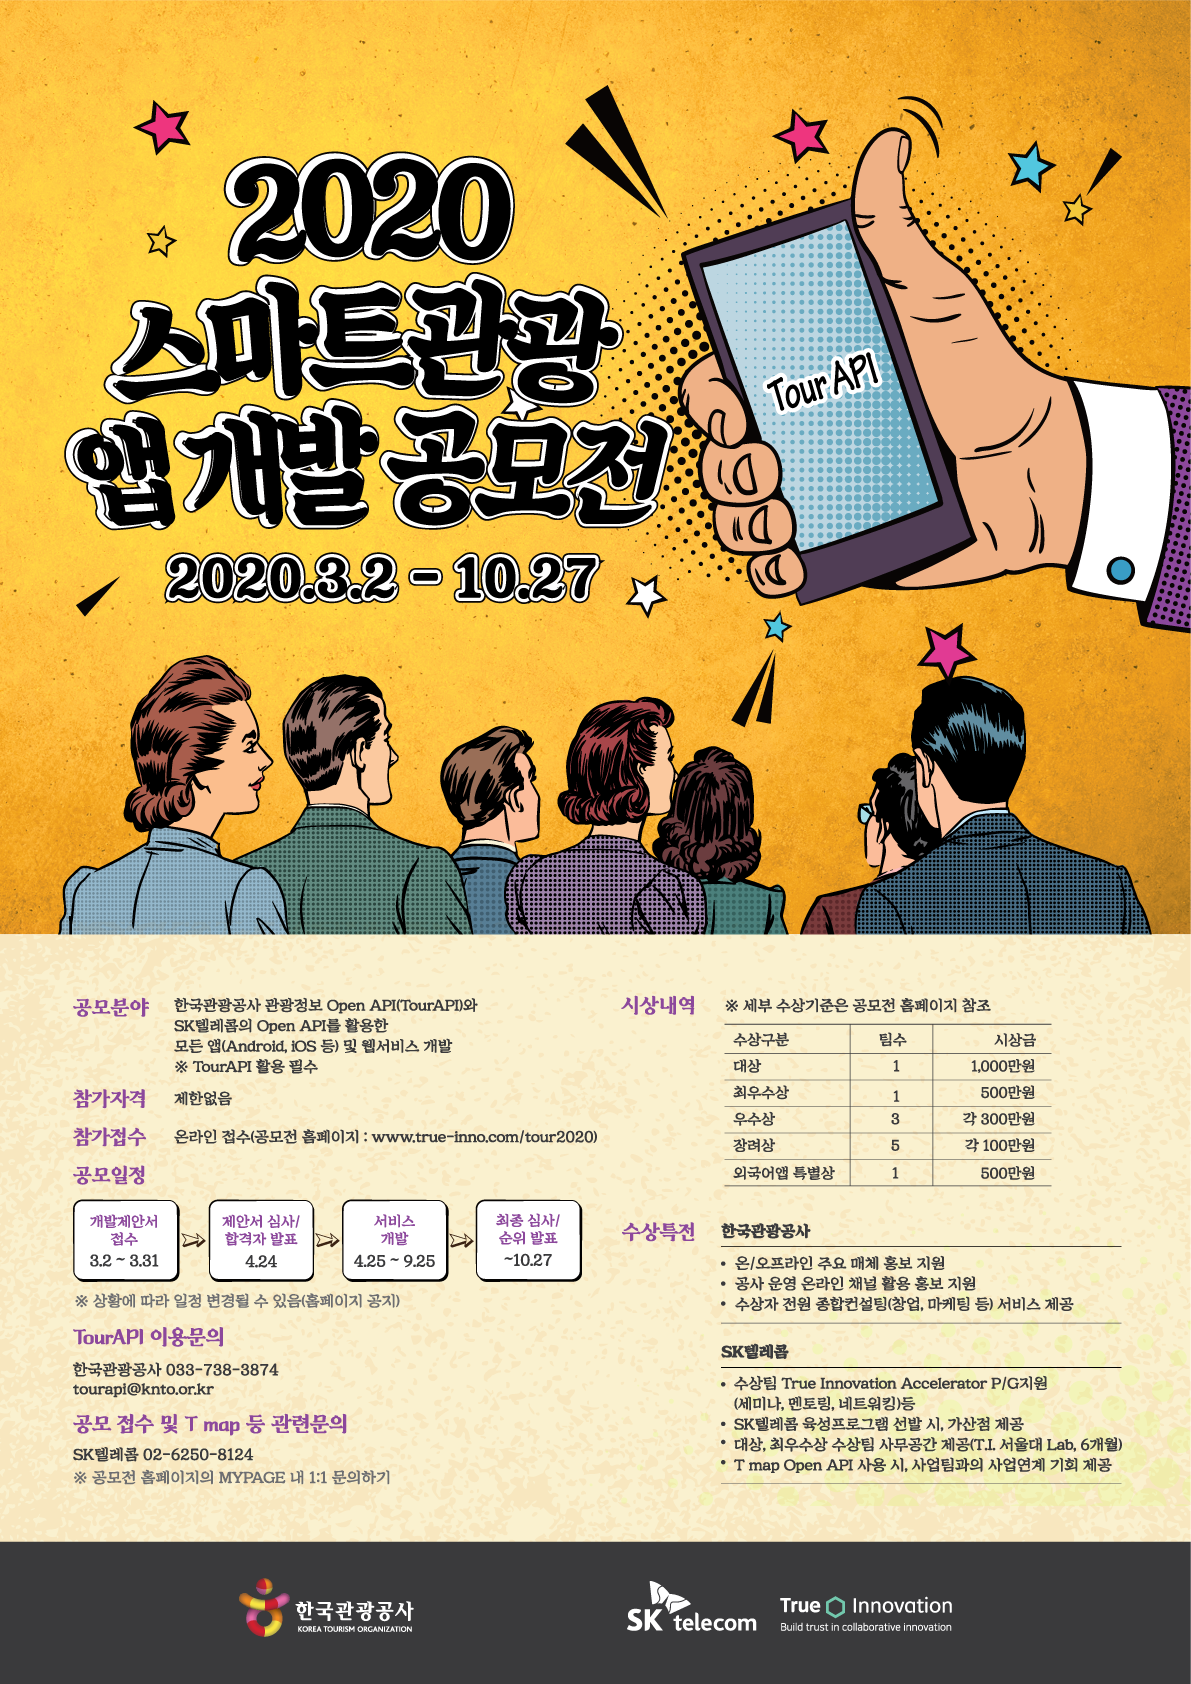 2020
스마트관광
앱 개발 공모전
2020.3.2 - 10.27
Tour API
공모분야
한국관광공사 관광정보 Open API(TourAPI)와
SK텔레콤의 Open API를 활용한
모든 앱(Android, iOS 등) 및 웹서비스 개발
※ TourAPI 활용 필수
참가자격 제한없음
참가접수 온라인 접수(공모전 홈페이지 : www.true-inno.com/tour2020)
공모일정
개발제안서
접수
3.2 ~ 3.31
제안서 심사/
합격자 발표
4.24
서비스
개발
4.25 ~ 9.25
최종 심사/
순위 발표
~10.27
※ 상황에 따라 일정 변경될 수 있음(홈페이지 공지)
TourAPI 이용문의
한국관광공사 033-738-3874
tourapi@knto.or.kr
공모 접수 및 T map 등 관련문의
SK텔레콤 02-6250-8124
※ 공모전 홈페이지의 MYPAGE 내 1:1 문의하기
시상내역 ※ 세부 수상기준은 공모전 홈페이지 참조
수상구분 팀수 시상금
대상 1 1,000만원
최우수상 1 500만원
우수상 3 각 300만원
장려상 5 각 100만원
외국어앱 특별상 1 500만원
수상특전 한국관광공사
• 온/오프라인 주요 매체 홍보 지원
• 공사 운영 온라인 채널 활용 홍보 지원
• 수상자 전원 종합컨설팅(창업, 마케팅 등) 서비스 제공
SK텔레콤
• 수상팀 True Innovation Accelerator P/G지원
(세미나, 멘토링, 네트워킹)등
• SK텔레콤 육성프로그램 선발 시, 가산점 제공
• 대상, 최우수상 수상팀 사무공간 제공(T.I. 서울대 Lab, 6개월)
• T map Open API 사용 시, 사업팀과의 사업연계 기회 제공
한국관광공사
KOREA TOURISM ORGANIZATION
SK telecom
True Innovation
Build trust in collaborative innovation